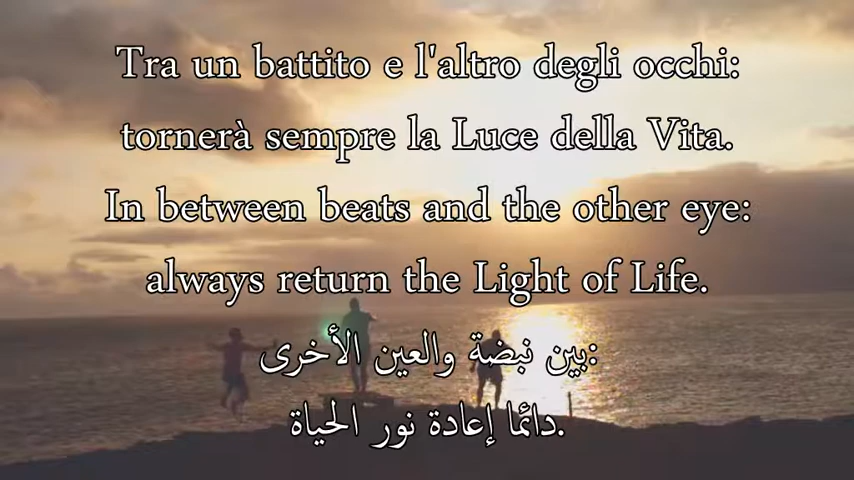 Tra un battito e l'altro degli occhi:
tornerà sempre la Luce della Vita.
In between beats and the other eye:
always return the Light of Life.
بين نبضة والعين الأخرى:
دائما إعادة نور الحياة.